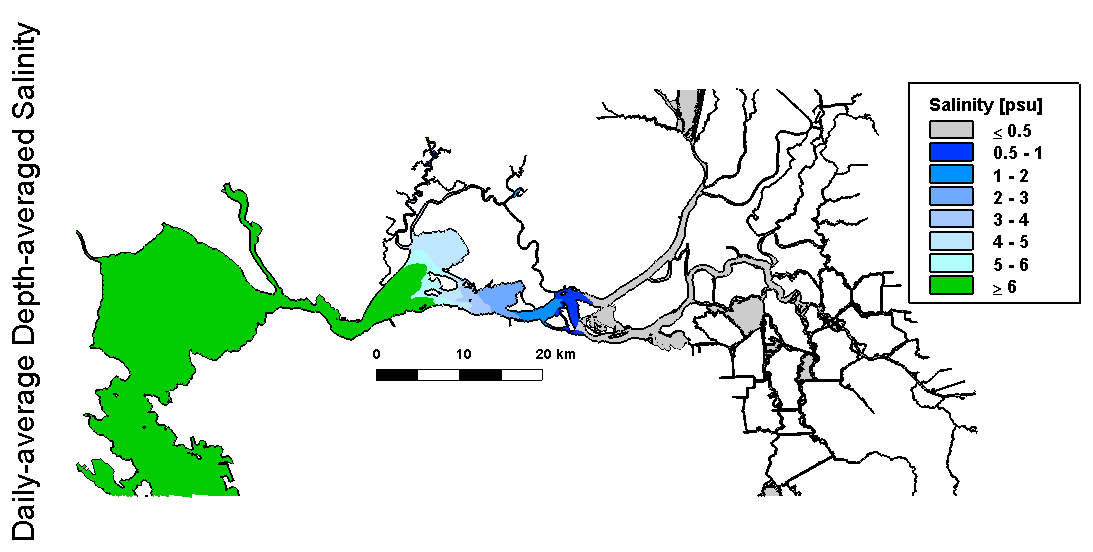 Daily-average Depth-averaged Salinity
Salinity [psu]
≤ 0.5
0.5 - 1
1 - 2
2 - 3
3 - 4
4 - 5
5 - 6
≥ 6
0 10 20 km